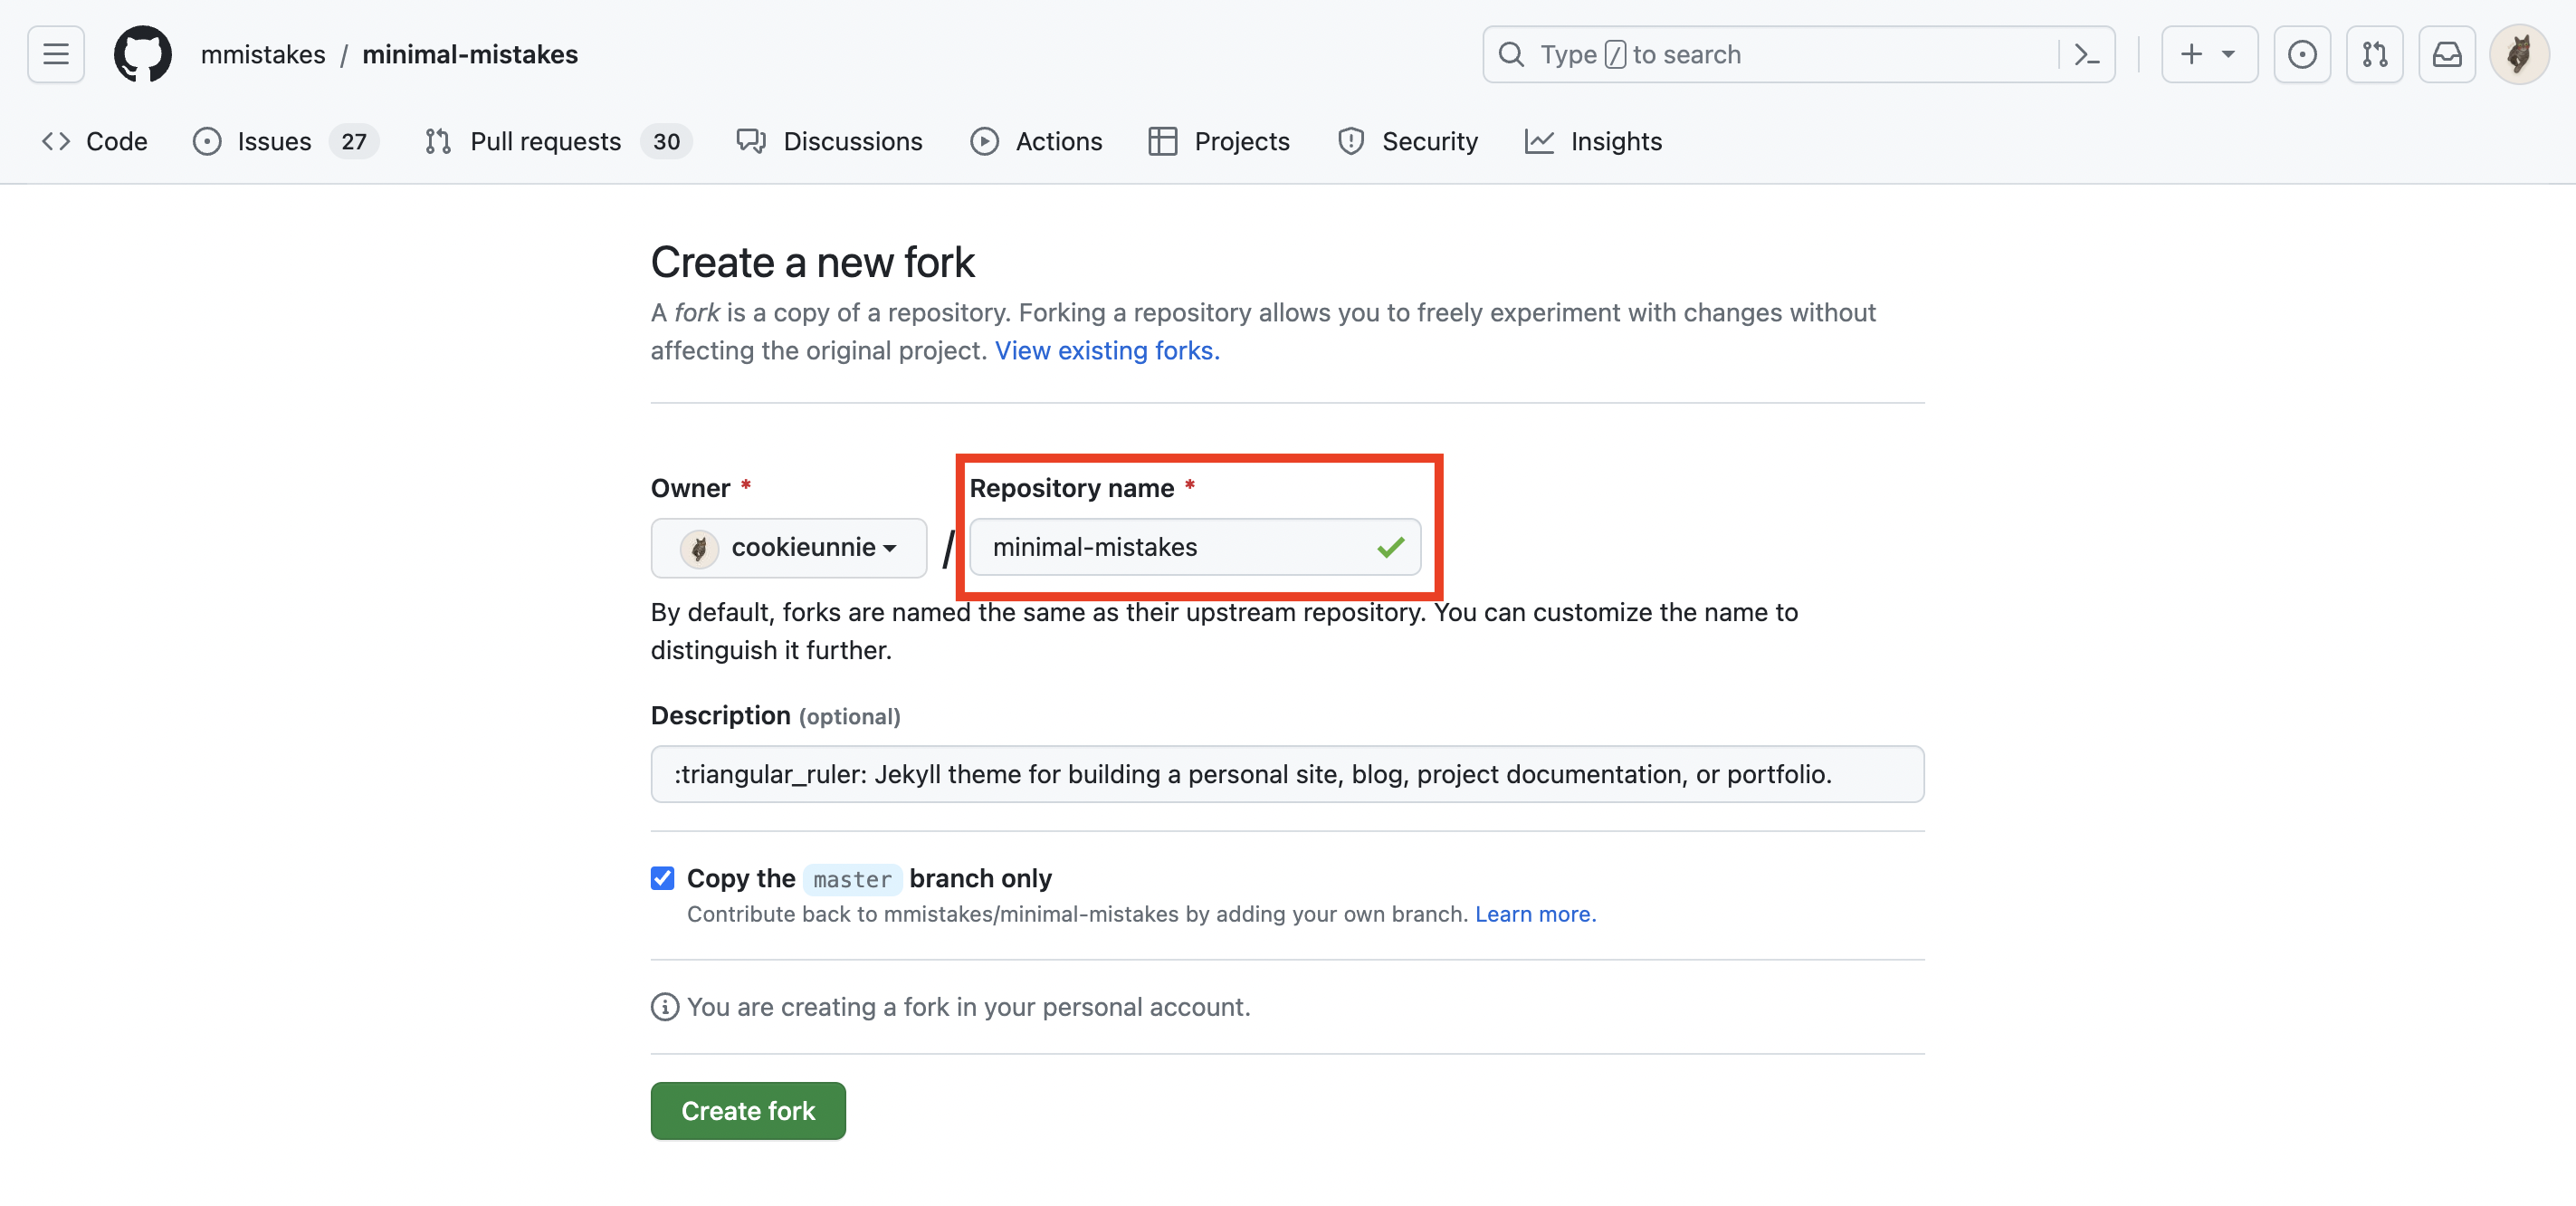 mmistakes / minimal-mistakes
Type / to search
Code Issues 27 Pull requests 30 Discussions Actions Projects Security Insights
Create a new fork
A fork is a copy of a repository. Forking a repository allows you to freely experiment with changes without
affecting the original project. View existing forks.
Owner * Repository name *
cookieunnie / minimal-mistakes
By default, forks are named the same as their upstream repository. You can customize the name to
distinguish it further.
Description (optional)
:triangular_ruler: Jekyll theme for building a personal site, blog, project documentation, or portfolio.
Copy the master branch only
Contribute back to mmistakes/minimal-mistakes by adding your own branch. Learn more.
You are creating a fork in your personal account.
Create fork